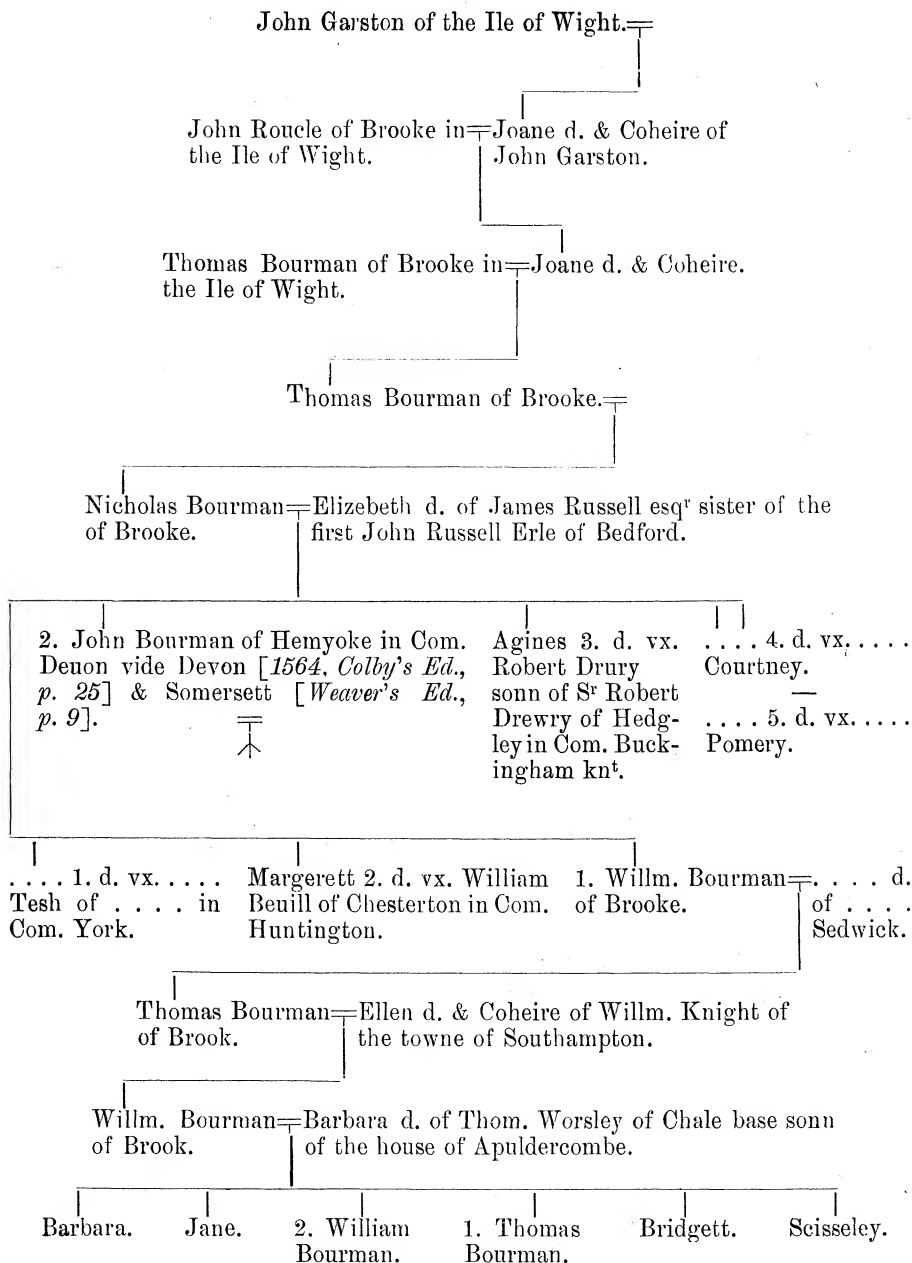 John Garston of the Ile of Wight.
John Roucle of Brooke in
the Ile of Wight.
Joane d. & Coheire of
John Garston.
Thomas Bourman of Brooke in
the Ile of Wight.
Joane d. & Coheire.
Thomas Bourman of Brooke.
Nicholas Bourman
of Brooke.
Elizebeth d. of James Russell esqʳ sister of the
first John Russell Erle of Bedford.
2. John Bourman of Hemyoke in Com.
Deuon vide Devon [1564, Colby's Ed.,
p. 25] & Somersett [Weaver's Ed.,
p. 9].
Agines 3. d. vx.
Robert Drury
sonn of Sʳ Robert
Drewry of Hedg-
ley in Com. Buck-
ingham knᵗ.
. . . . 4. d. vx. . . . .
Courtney.
—
. . . . 5. d. vx. . . . .
Pomery.
. . . . 1. d. vx. . . . .
Tesh of . . . . in
Com. York.
Margerett 2. d. vx. William
Beuill of Chesterton in Com.
Huntington.
1. Willm. Bourman
of Brooke.
. . . . d.
of . . . .
Sedwick.
Thomas Bourman
of Brook.
Ellen d. & Coheire of Willm. Knight of
the towne of Southampton.
Willm. Bourman
of Brook.
Barbara d. of Thom. Worsley of Chale base sonn
of the house of Apuldercombe.
Barbara.
Jane.
2. William
Bourman.
1. Thomas
Bourman.
Bridgett.
Scisseley.